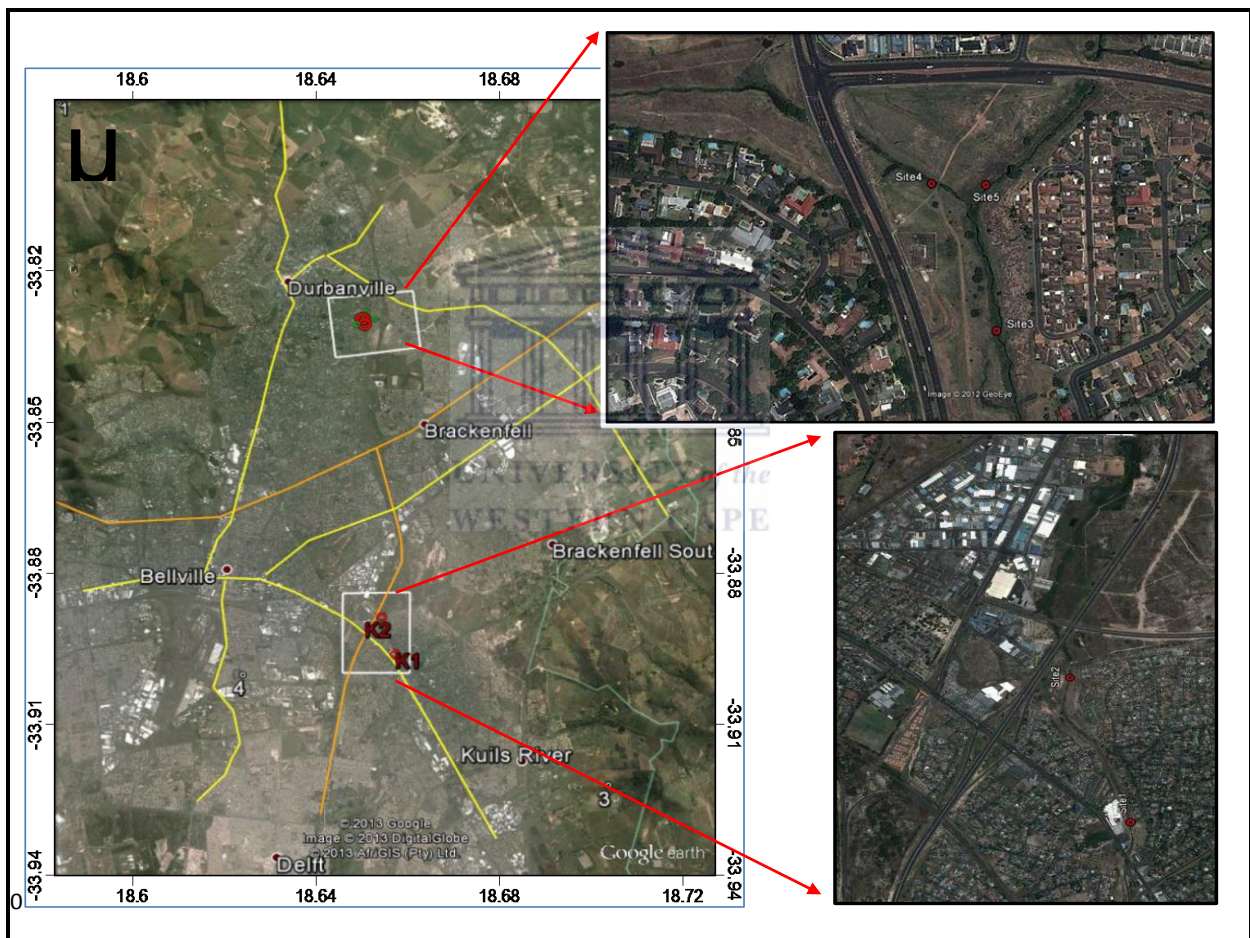 18.6
18.64
18.68
1
u
-33.82
Durbanville
-33.85
Brackenfell
85
UNIVERSITY of the
WESTERN CAPE
-33.88
Bellville
Brackenfell Sout
-33.88
K2
K1
4
-33.91
-33.91
Kuils River
3
© 2013 Google
Image © 2013 DigitalGlobe
© 2013 AfriGIS (Pty) Ltd.
Google earth
Delft
-33.94
-33.94
0
18.6
18.64
18.68
18.72
Site4
Site5
Site3
Image © 2012 GeoEye
Site2
Site1